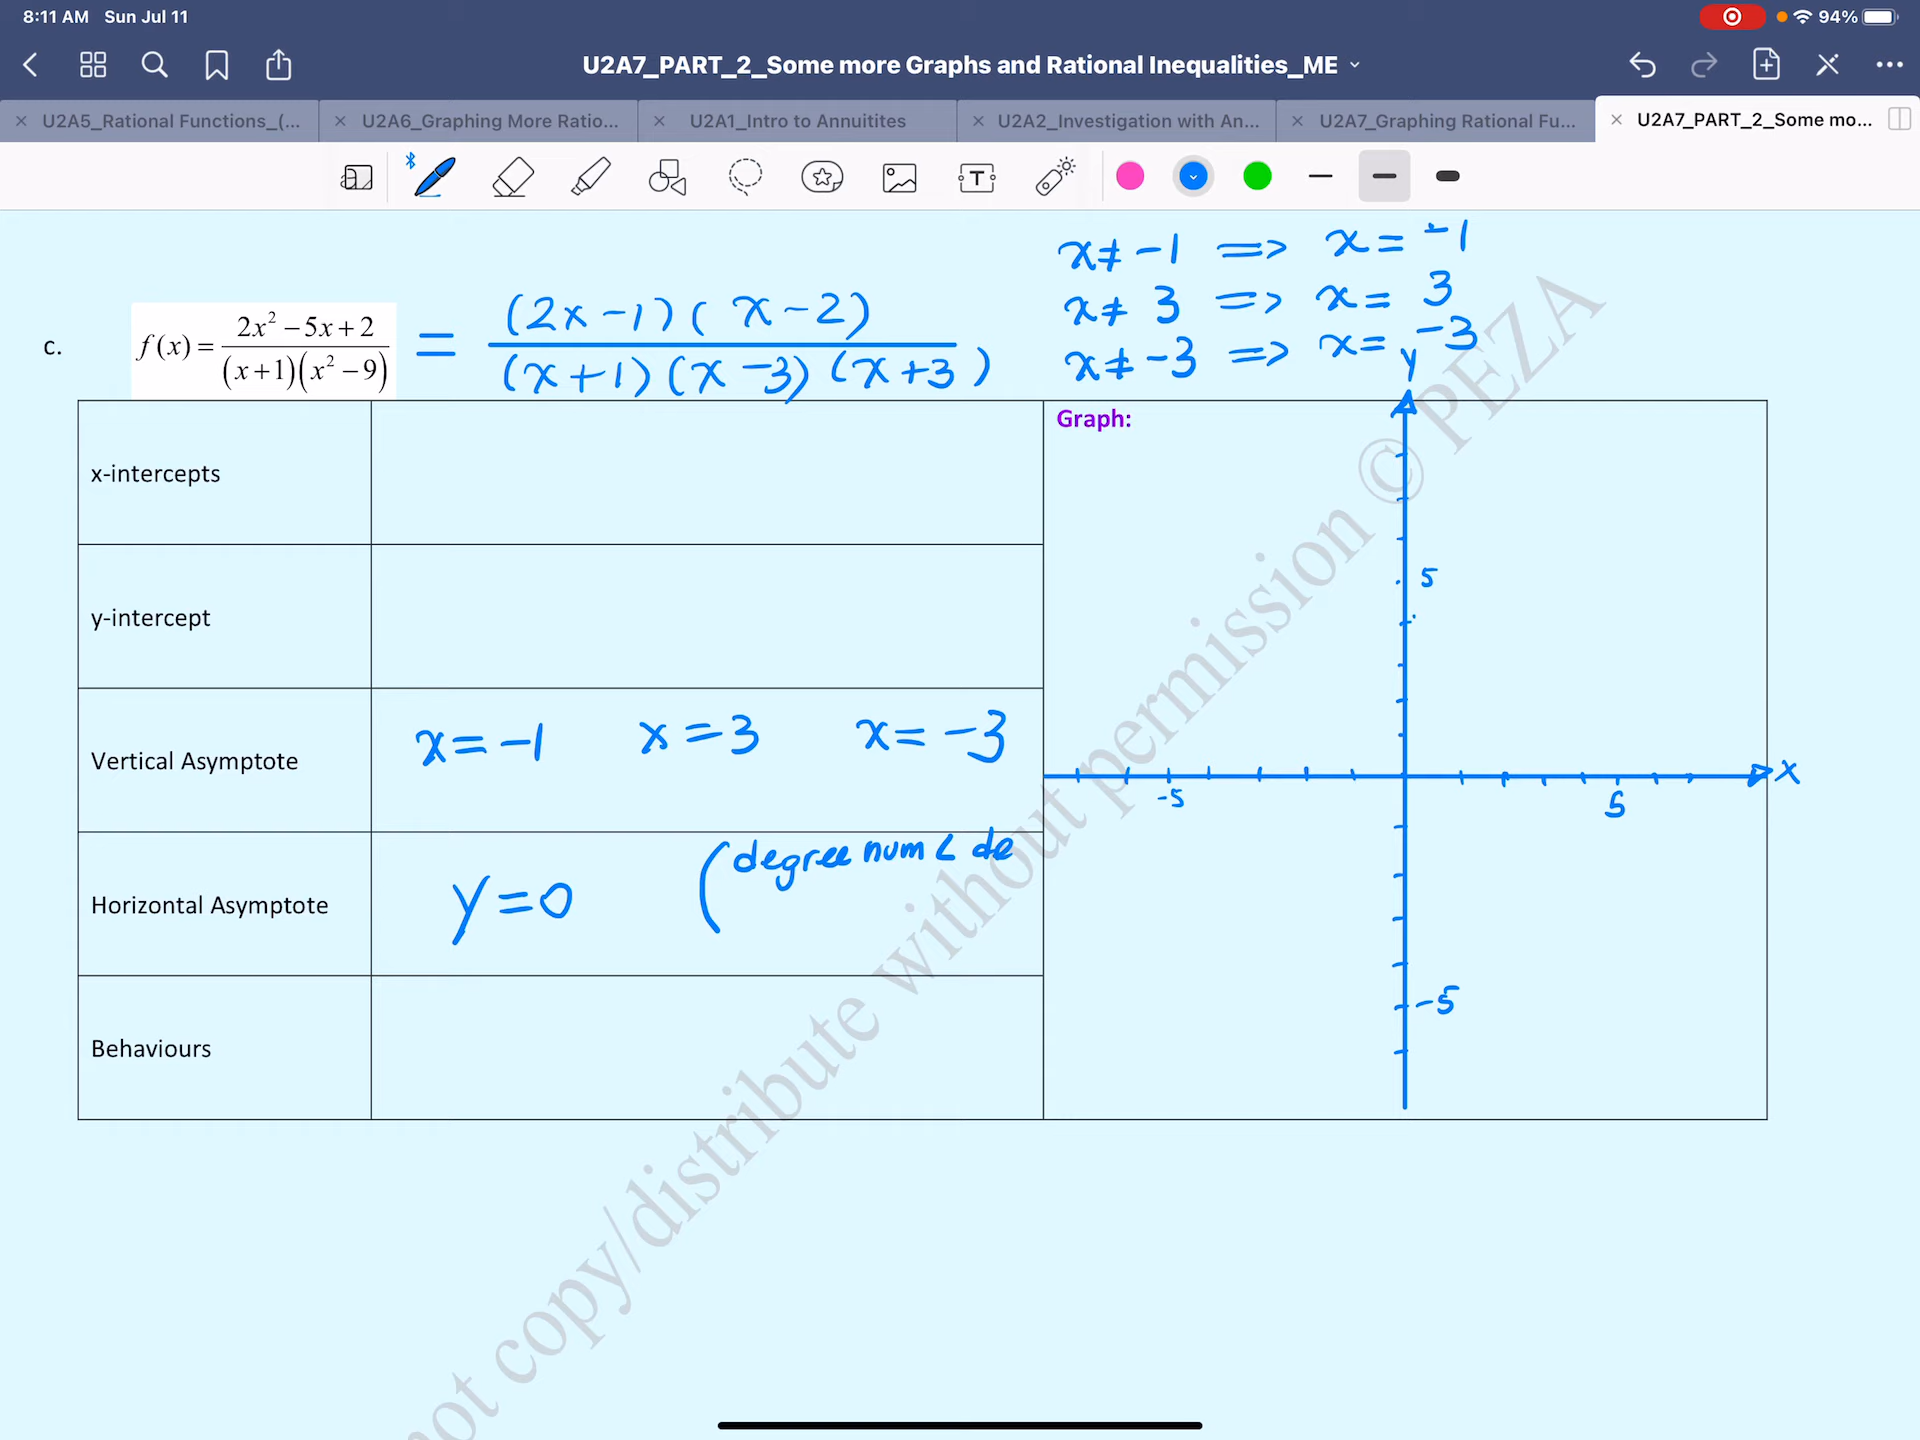 8:11 AM Sun Jul 11
94%
U2A7_PART_2_Some more Graphs and Rational Inequalities_ME
U2A5_Rational Functions_(...
U2A6_Graphing More Ratio...
U2A1_Intro to Annuitites
U2A2_Investigation with An...
U2A7_Graphing Rational Fu...
U2A7_PART_2_Some mo...
x ≠ -1 => x = -1
x ≠ 3 => x = 3
x ≠ -3 => x = -3
c. f(x) = (2x² − 5x + 2) / ((x+1)(x² − 9)) = ((2x-1)(x-2)) / ((x+1)(x-3)(x+3))
Graph:
y
x
5
-5
5
-5
x-intercepts
y-intercept
Vertical Asymptote x = -1 x = 3 x = -3
Horizontal Asymptote y = 0 (degree num < de
Behaviours
not copy/distribute without permission © PEZA